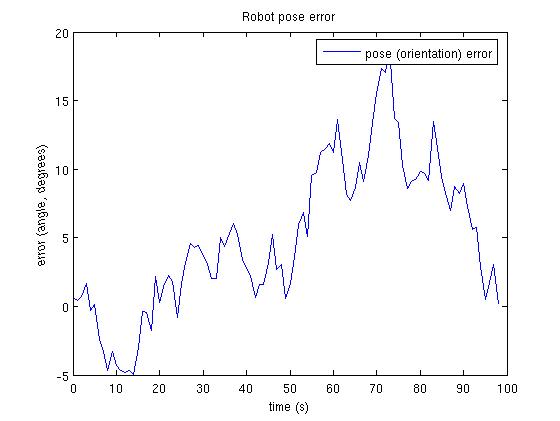 Robot pose error
pose (orientation) error
20
15
10
5
0
-5
0 10 20 30 40 50 60 70 80 90 100
error (angle, degrees)
time (s)